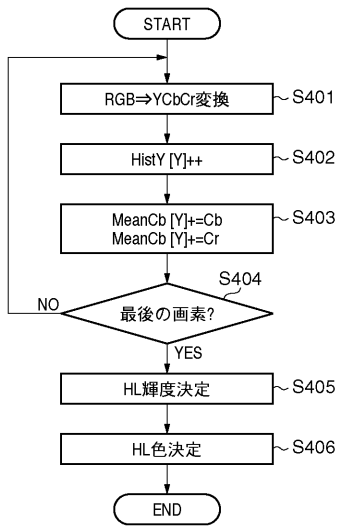 START
RGB⇒YCbCr変換
S401
HistY [Y]++
S402
MeanCb [Y]+=Cb
MeanCb [Y]+=Cr
S403
S404
最後の画素?
NO
YES
HL輝度決定
S405
HL色決定
S406
END